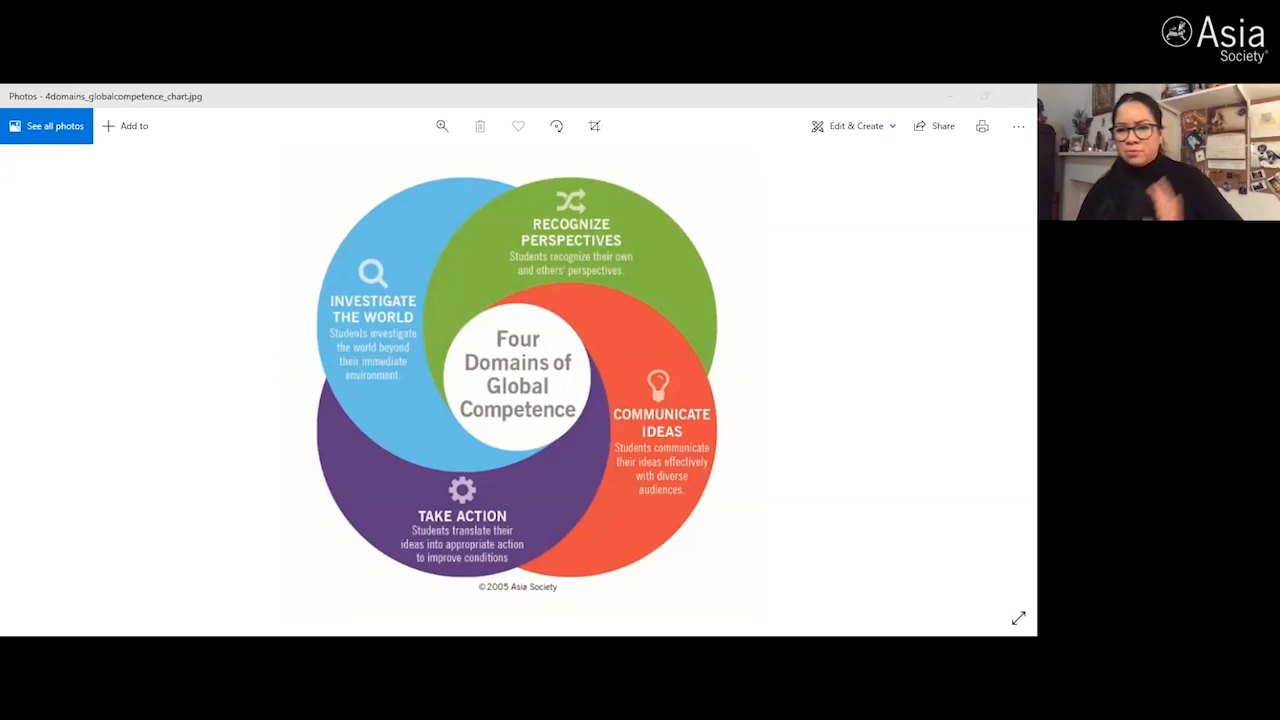 Asia
Society
Photos - 4domains_globalcompetence_chart.jpg
See all photos
Add to
Edit & Create
Share
RECOGNIZE
PERSPECTIVES
Students recognize their own
and others' perspectives.
INVESTIGATE
THE WORLD
Students investigate
the world beyond
their immediate
environment.
Four
Domains of
Global
Competence
COMMUNICATE
IDEAS
Students communicate
their ideas effectively
with diverse
audiences.
TAKE ACTION
Students translate their
ideas into appropriate action
to improve conditions
©2005 Asia Society